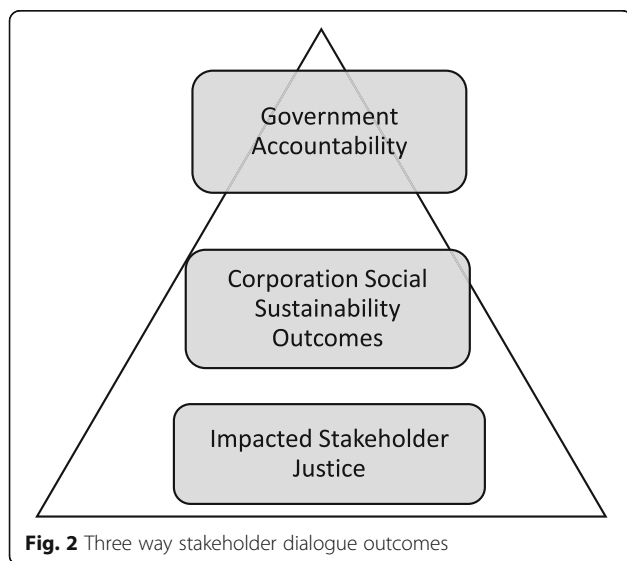 Government
Accountability
Corporation Social
Sustainability
Outcomes
Impacted Stakeholder
Justice
Fig. 2 Three way stakeholder dialogue outcomes